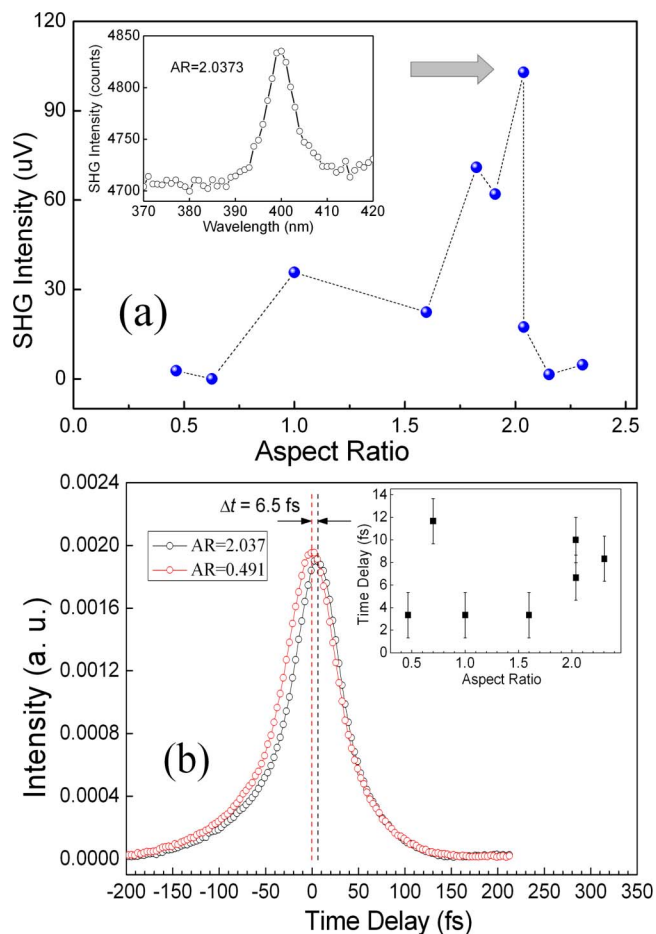 120
90
60
30
0
SHG Intensity (uV)
(a)
4850
4800
4750
4700
SHG Intensity (counts)
AR=2.0373
370 380 390 400 410 420
Wavelength (nm)
0.0 0.5 1.0 1.5 2.0 2.5
Aspect Ratio
0.0024
0.0020
0.0016
0.0012
0.0008
0.0004
0.0000
Intensity (a. u.)
Δt = 6.5 fs
AR=2.037
AR=0.491
(b)
14
12
10
8
6
4
2
0
Time Delay (fs)
0.5 1.0 1.5 2.0
Aspect Ratio
-200 -150 -100 -50 0 50 100 150 200 250 300 350
Time Delay (fs)